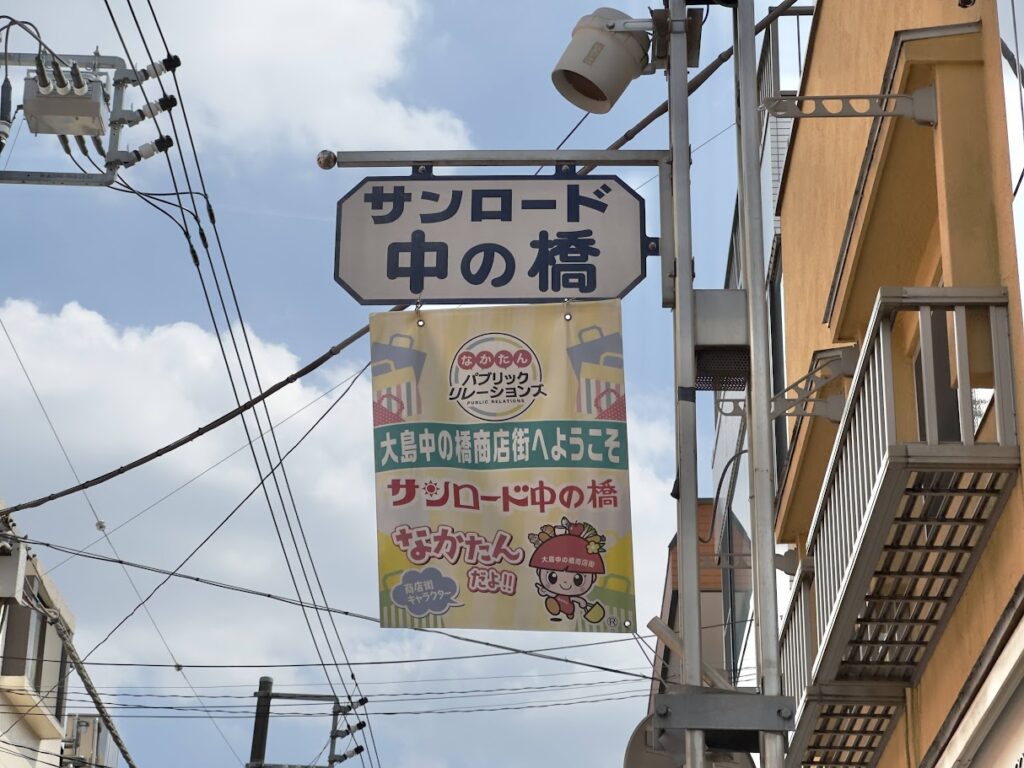 サンロード
中の橋
なかたん
パブリック
リレーションズ
PUBLIC RELATIONS
大島中の橋商店街へようこそ
サンロード中の橋
なかたん
だよ!!
大島中の橋商店街
商店街
キャラクター
®